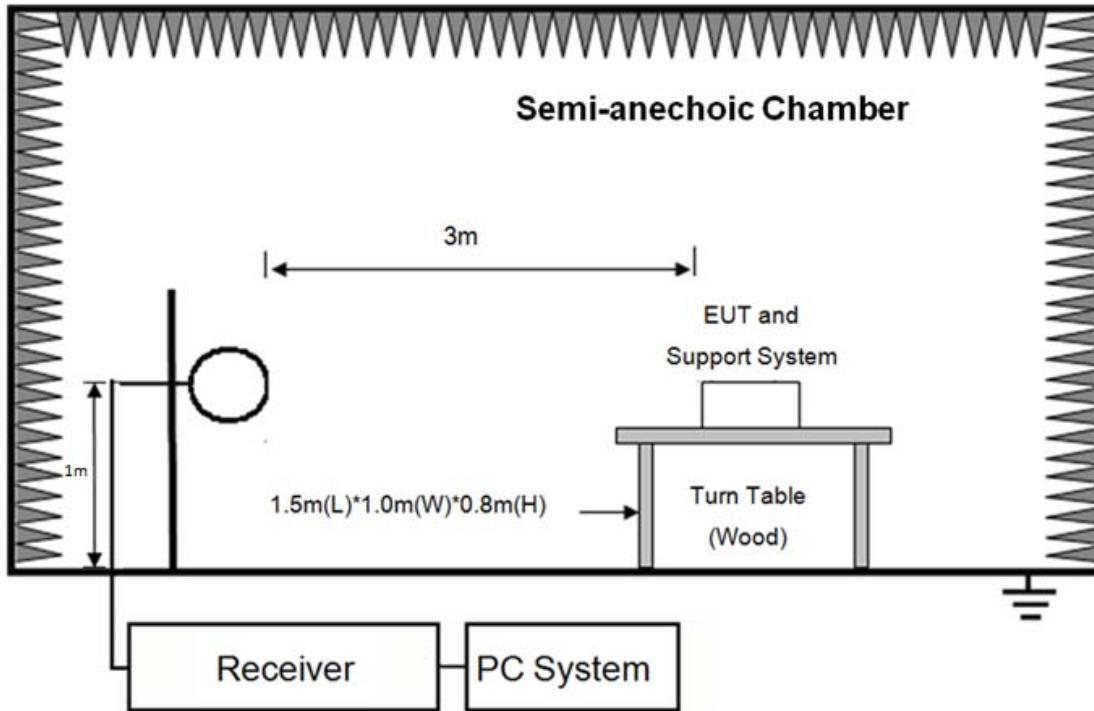 Semi-anechoic Chamber
3m
EUT and
Support System
1m
1.5m(L)*1.0m(W)*0.8m(H)
Turn Table
(Wood)
Receiver
PC System